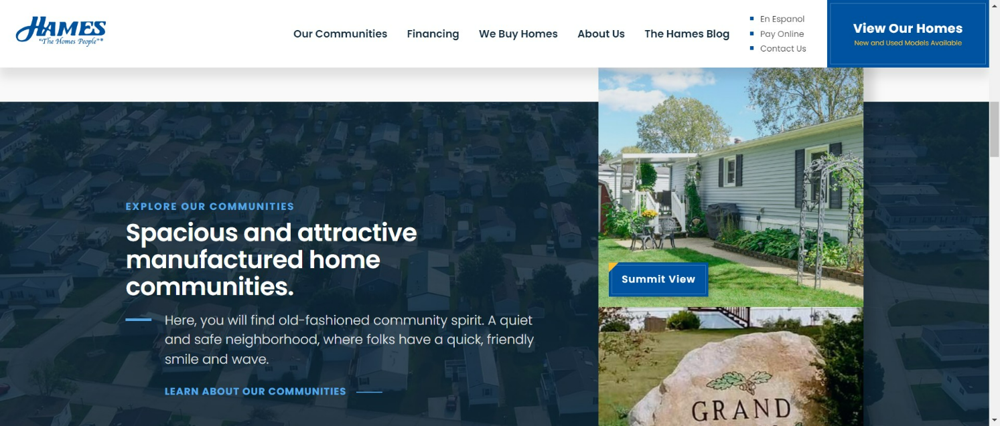 HAMES
"The Homes People"®
Our Communities
Financing
We Buy Homes
About Us
The Hames Blog
En Espanol
Pay Online
Contact Us
View Our Homes
New and Used Models Available
EXPLORE OUR COMMUNITIES
Spacious and attractive
manufactured home
communities.
Here, you will find old-fashioned community spirit. A quiet
and safe neighborhood, where folks have a quick, friendly
smile and wave.
LEARN ABOUT OUR COMMUNITIES
Summit View
GRAND